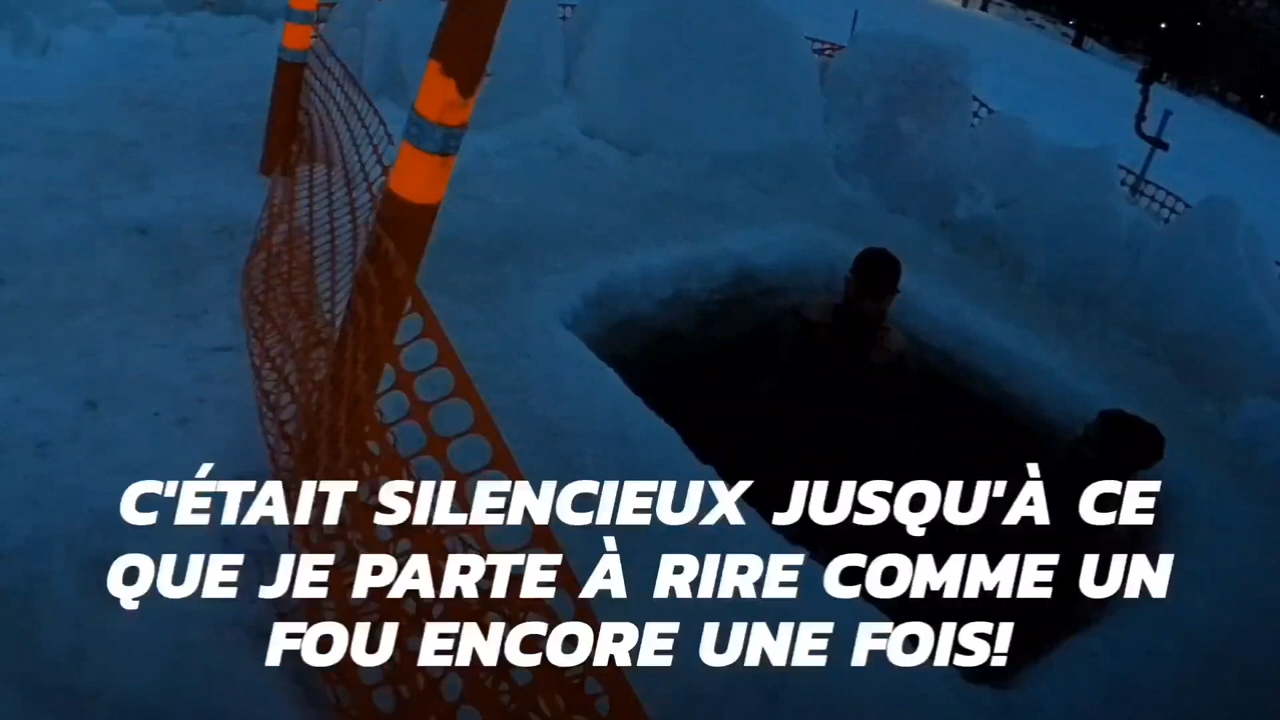 C'ÉTAIT SILENCIEUX JUSQU'À CE
QUE JE PARTE À RIRE COMME UN
FOU ENCORE UNE FOIS!